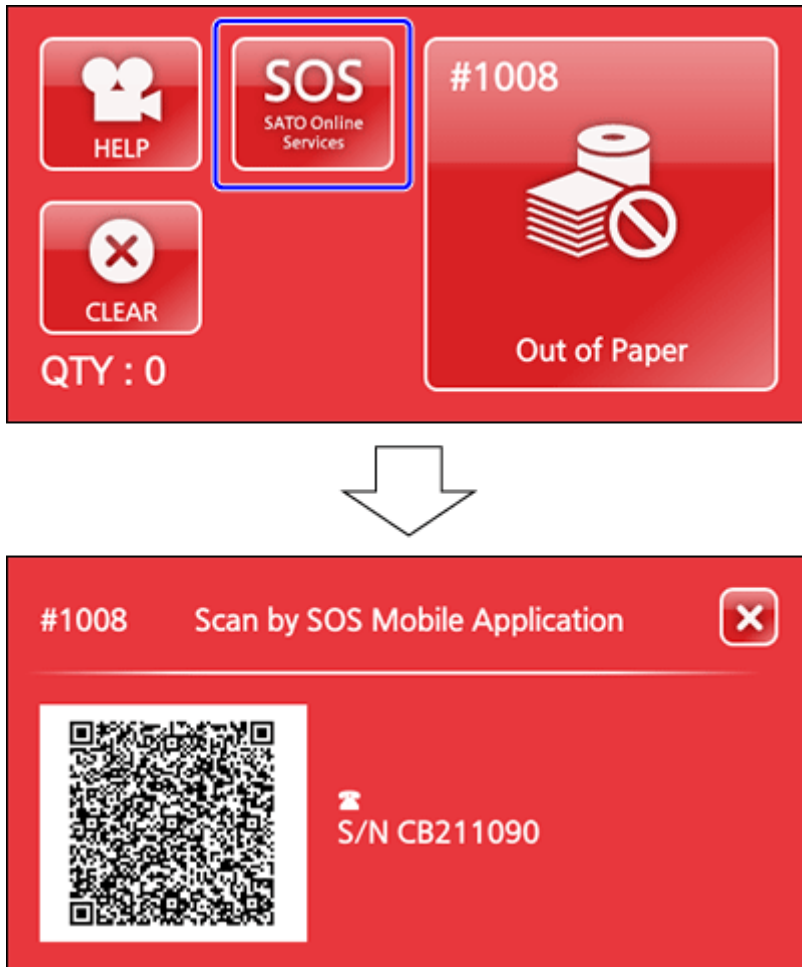 HELP
SOS
SATO Online
Services
#1008
Out of Paper
CLEAR
QTY : 0
#1008 Scan by SOS Mobile Application
S/N CB211090